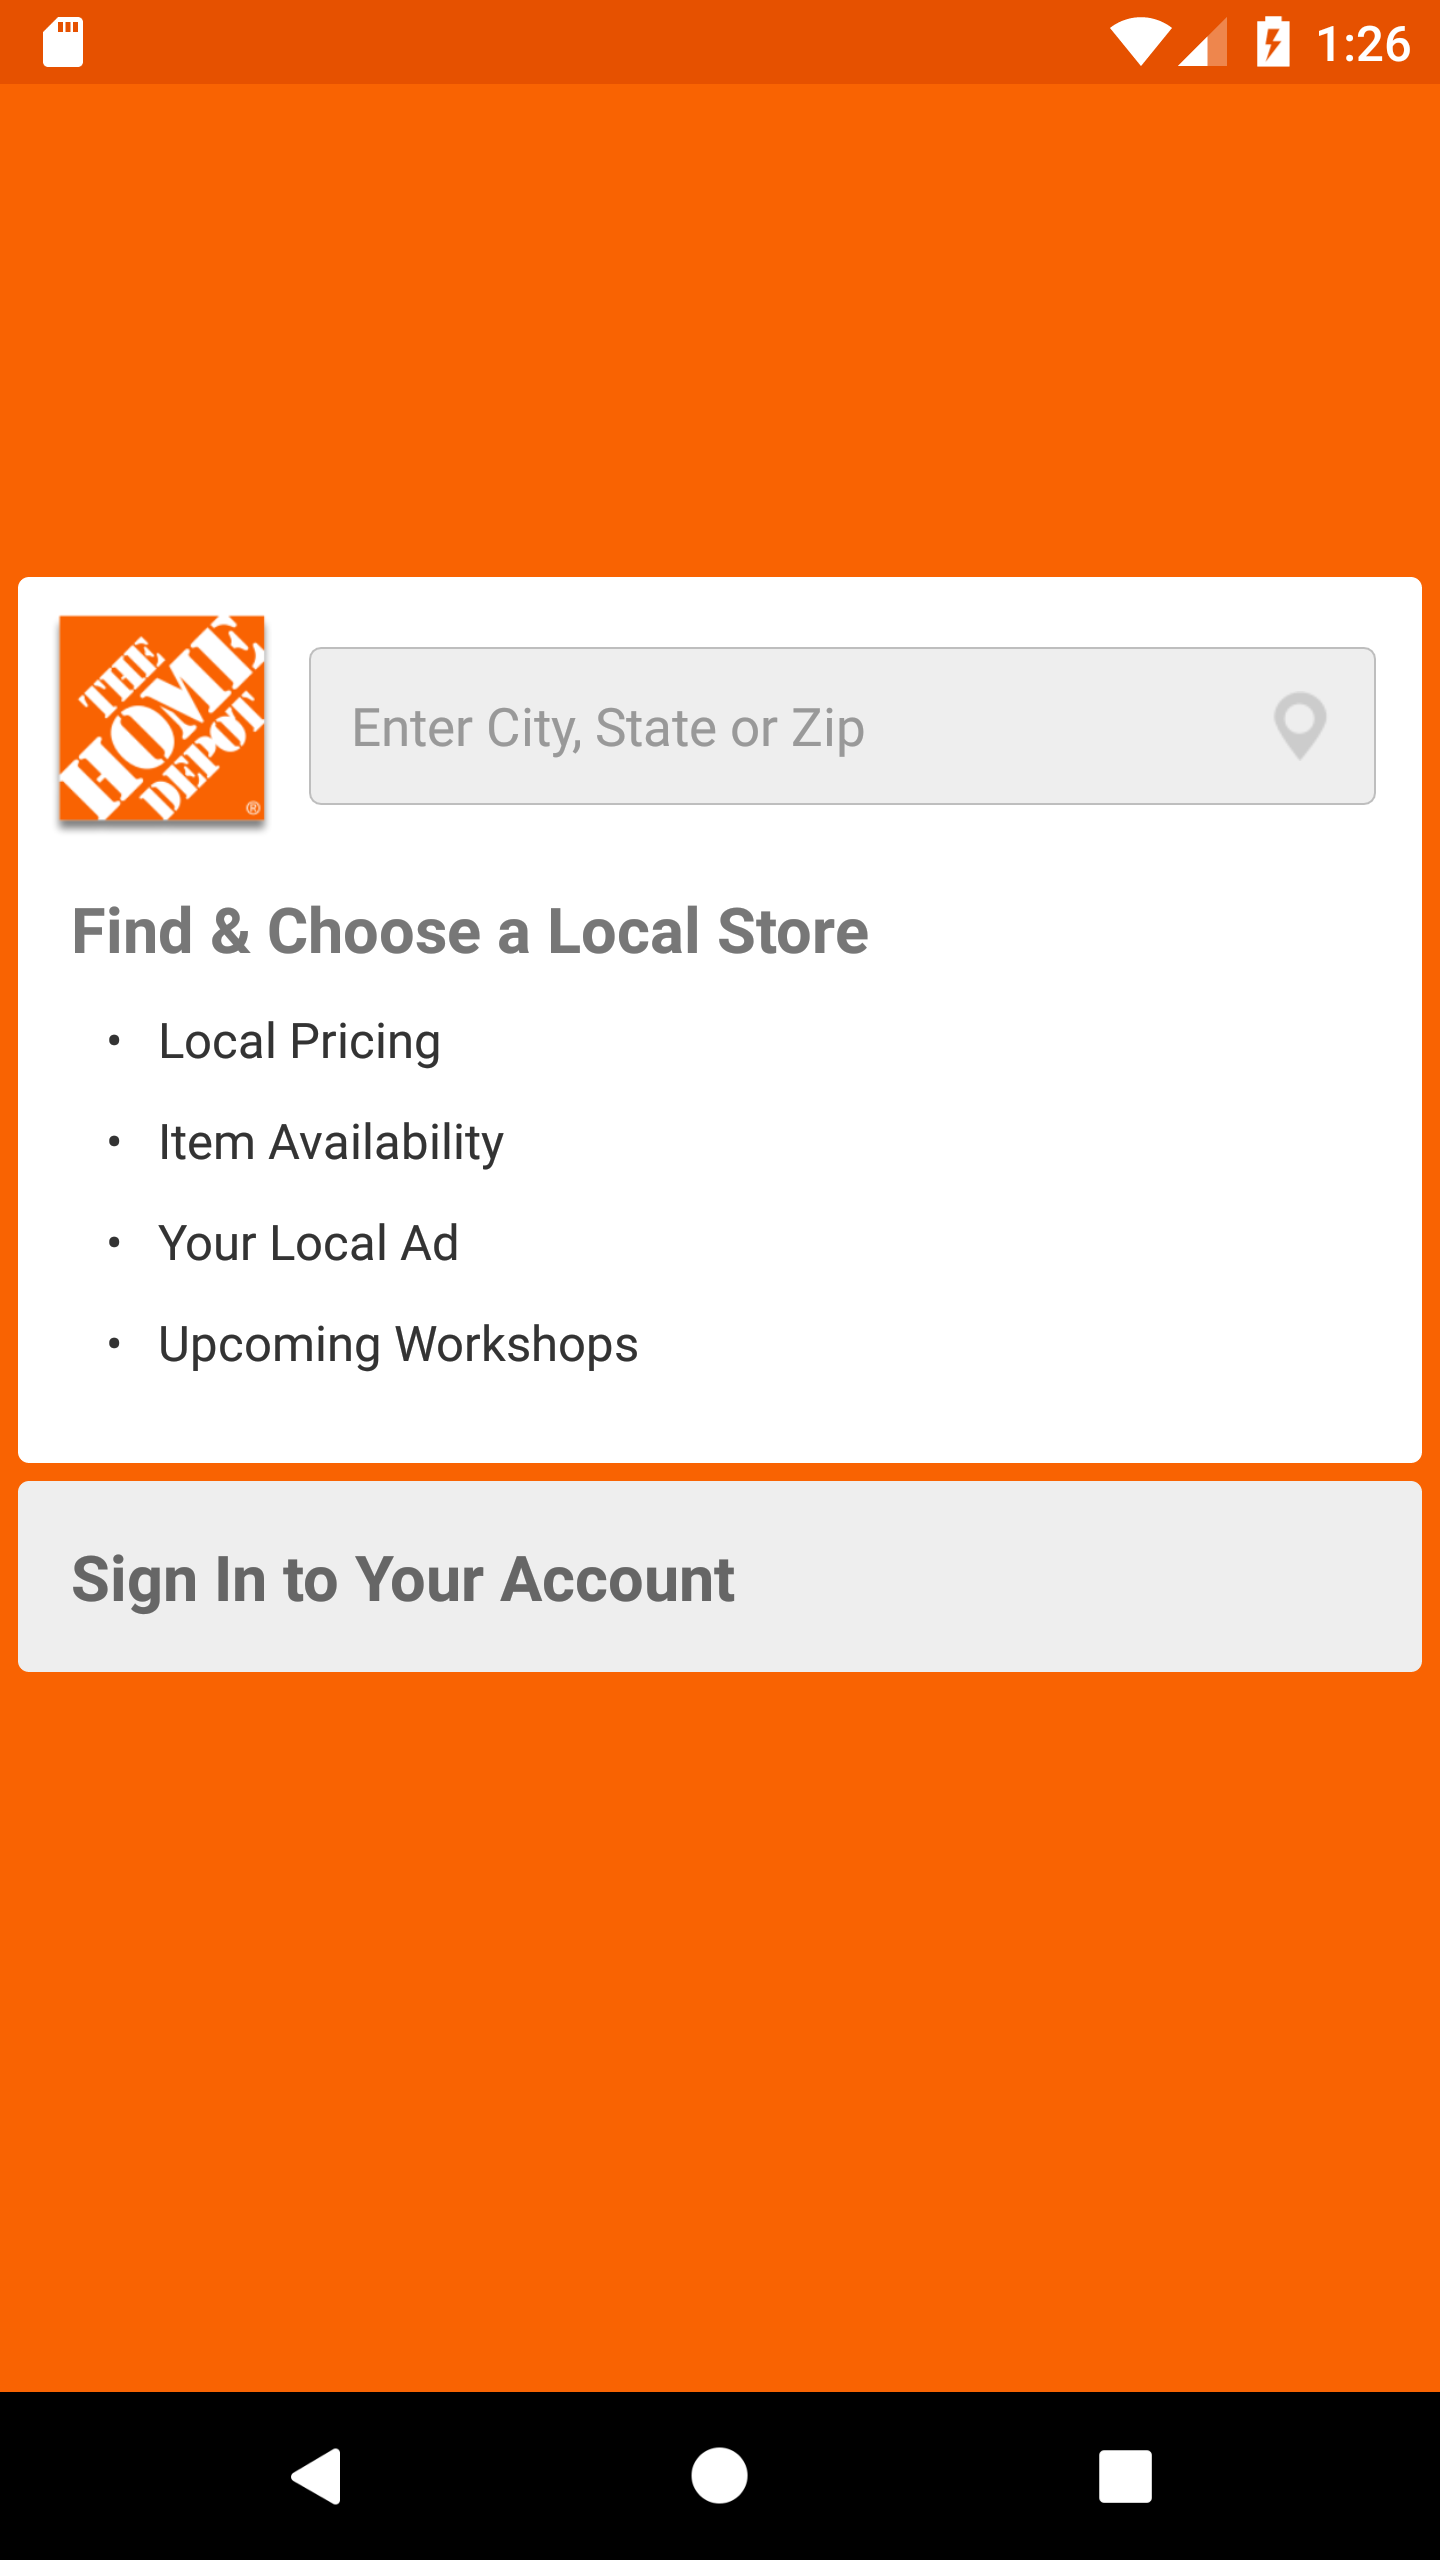 1:26
THE
HOME
DEPOT
®
Enter City, State or Zip
Find & Choose a Local Store
• Local Pricing
• Item Availability
• Your Local Ad
• Upcoming Workshops
Sign In to Your Account